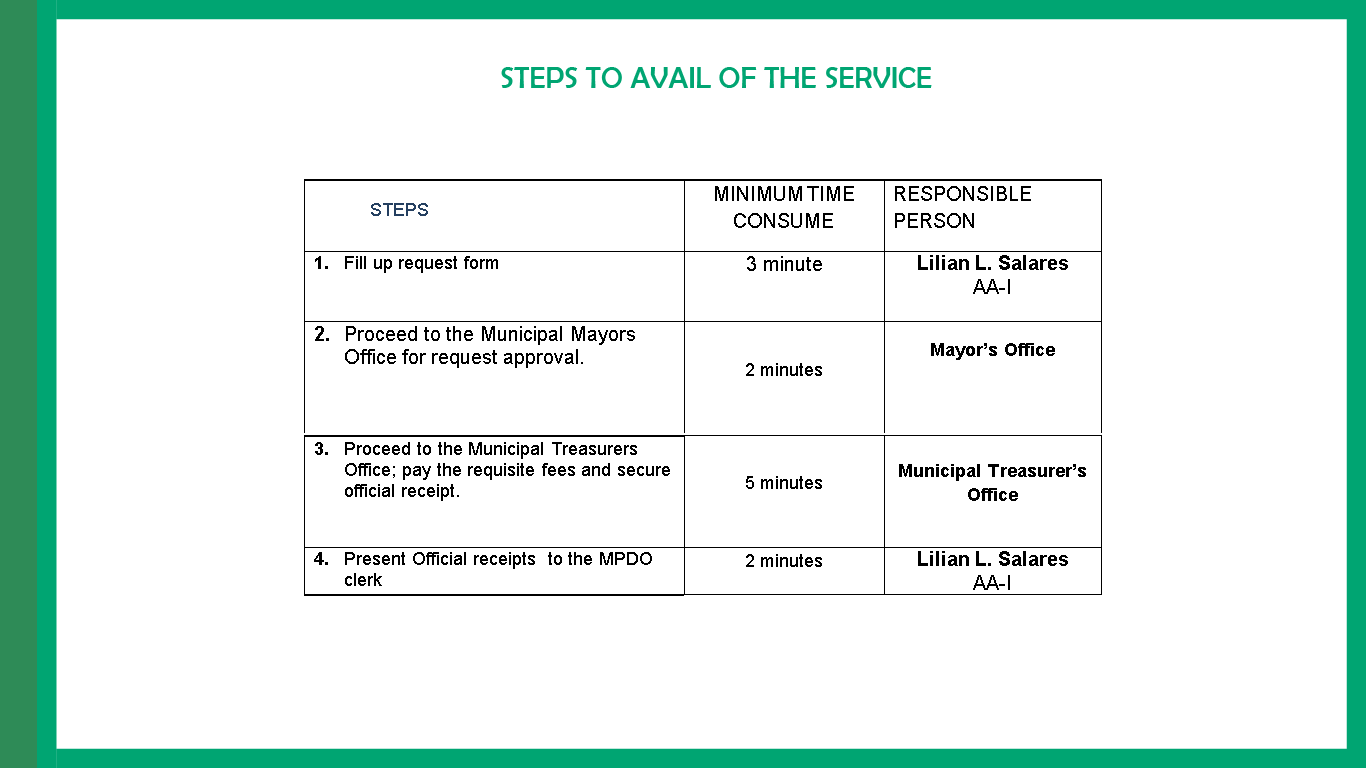 STEPS TO AVAIL OF THE SERVICE
STEPS
MINIMUM TIME
CONSUME
RESPONSIBLE
PERSON
1. Fill up request form
3 minute
Lilian L. Salares
AA-I
2. Proceed to the Municipal Mayors
Office for request approval.
2 minutes
Mayor’s Office
3. Proceed to the Municipal Treasurers
Office; pay the requisite fees and secure
official receipt.
5 minutes
Municipal Treasurer’s
Office
4. Present Official receipts to the MPDO
clerk
2 minutes
Lilian L. Salares
AA-I